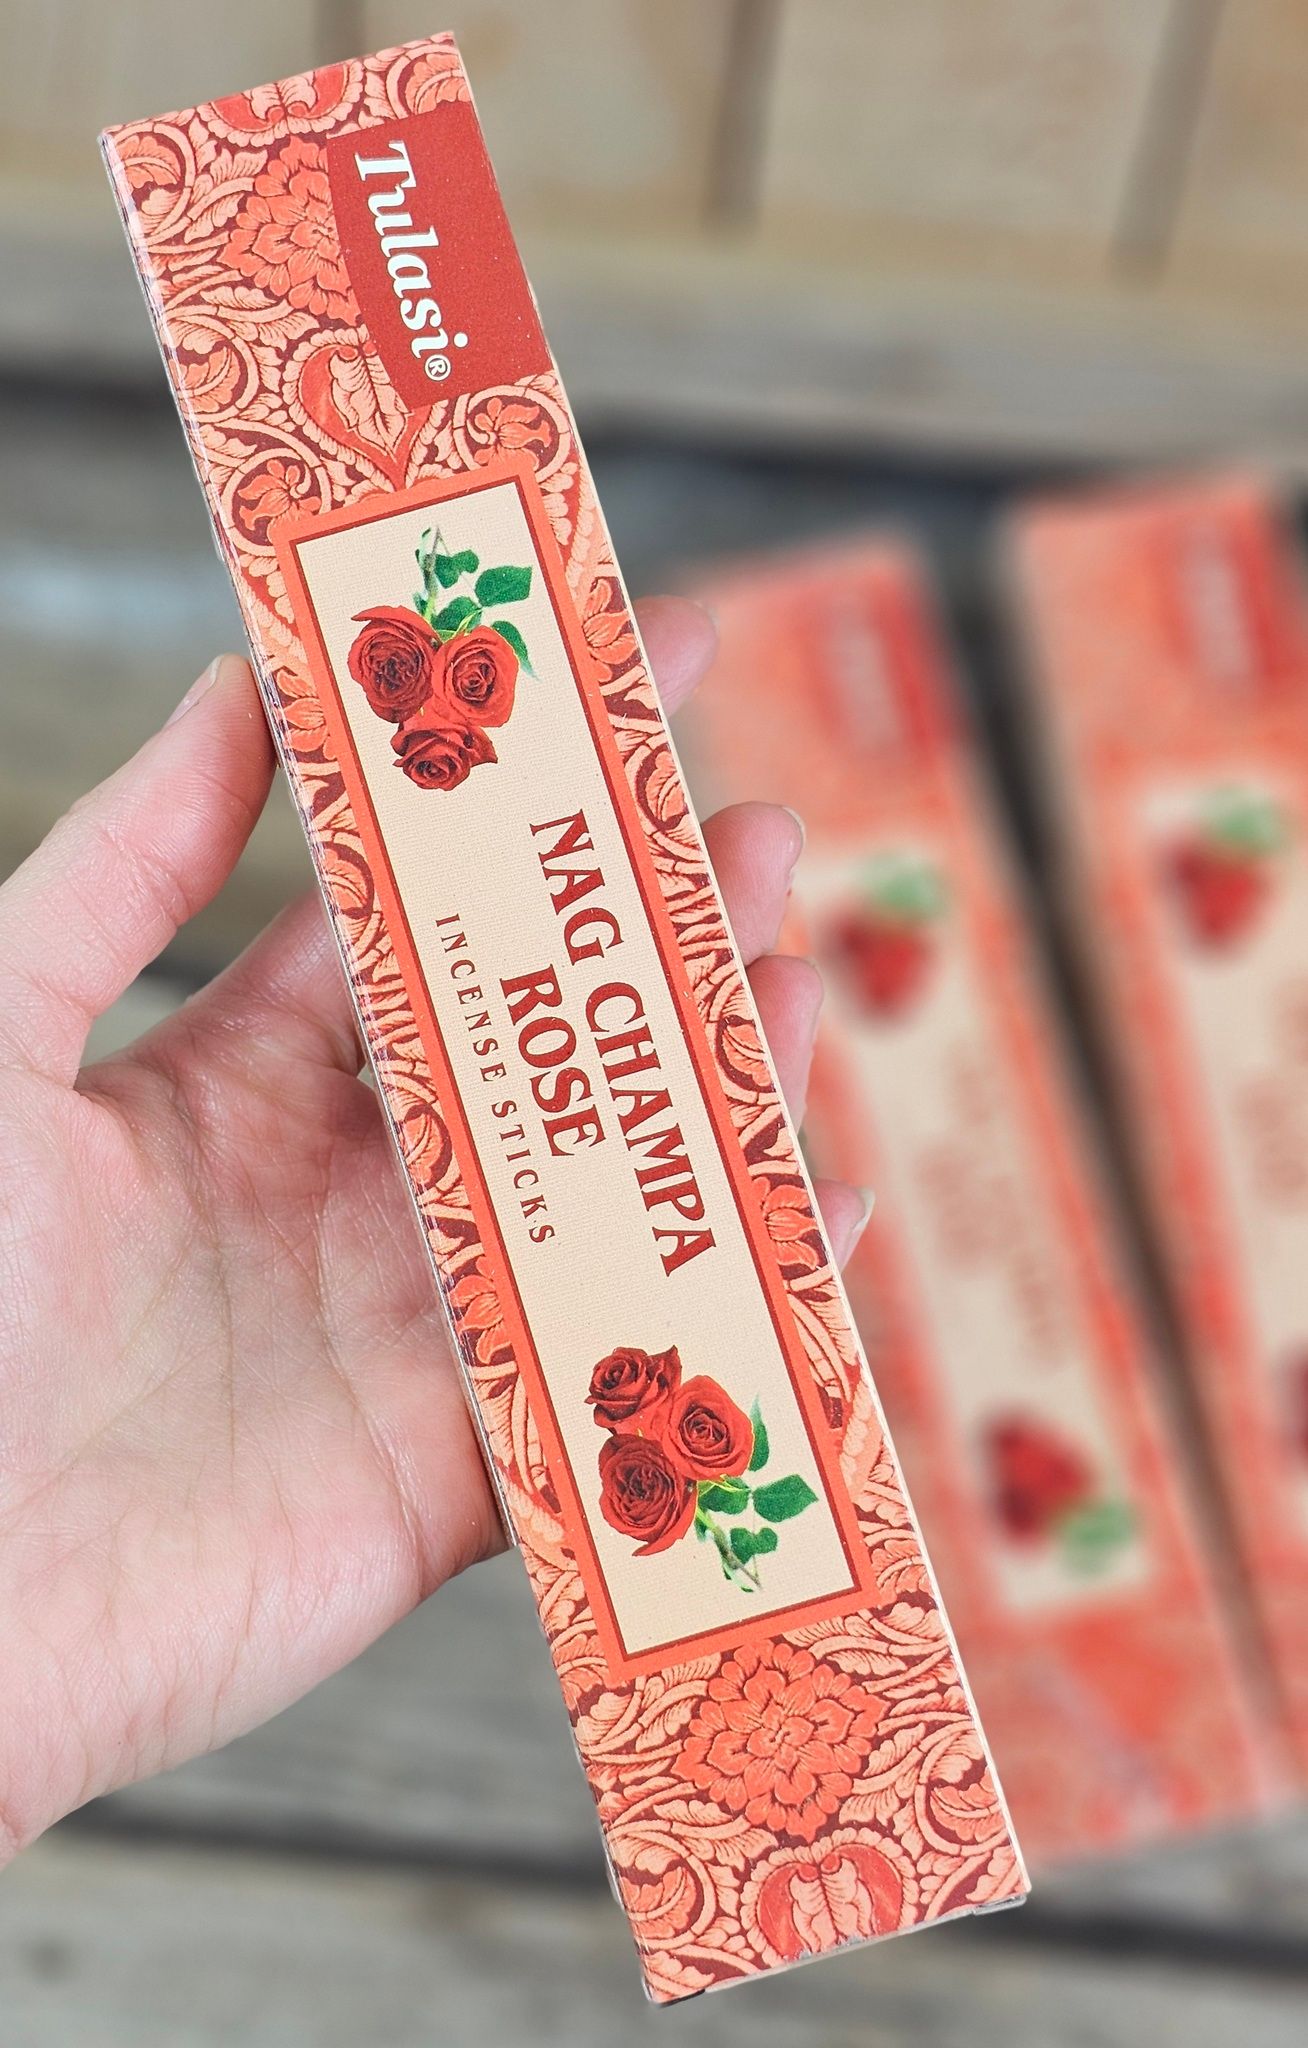 Tulasi®
NAG CHAMPA
ROSE
INCENSE STICKS